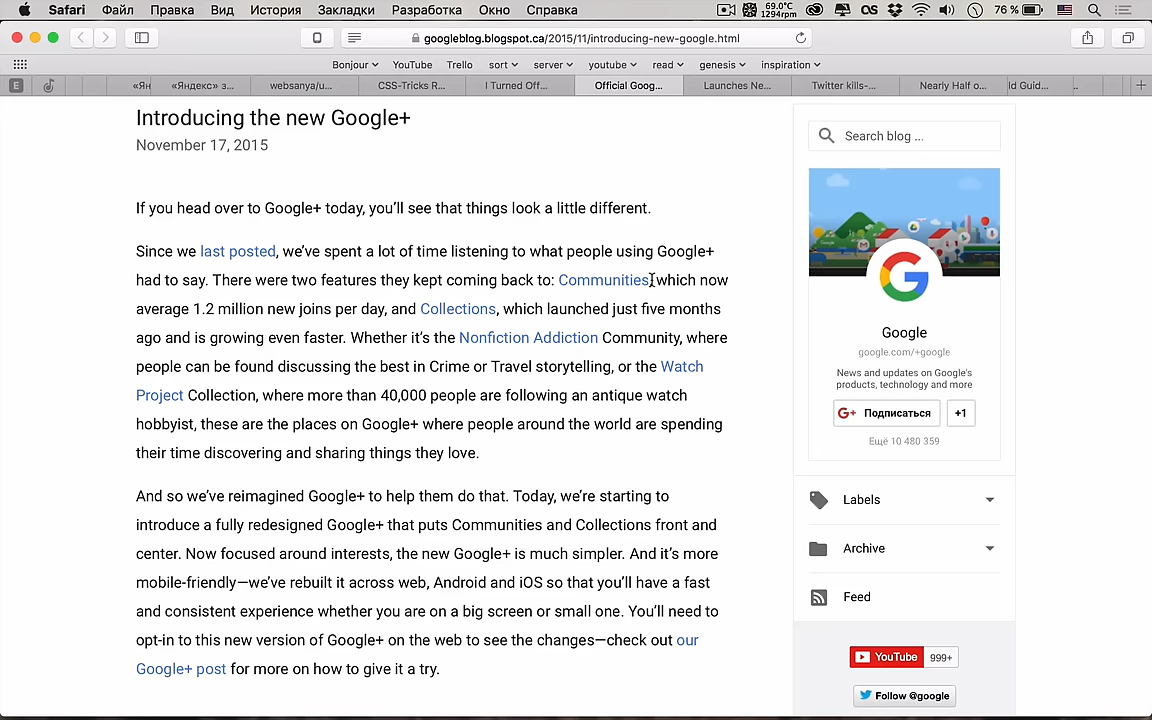 Safari Файл Правка Вид История Закладки Разработка Окно Справка 69.0°C 1294rpm 76 %
googleblog.blogspot.ca/2015/11/introducing-new-google.html
Bonjour YouTube Trello sort server youtube read genesis inspiration
E «Ян «Яндекс» з... websanya/u... CSS-Tricks R... I Turned Off... Official Goog... Launches Ne... Twitter kills-... Nearly Half o... ld Guid... ..
Introducing the new Google+
November 17, 2015
If you head over to Google+ today, you’ll see that things look a little different.
Since we last posted, we’ve spent a lot of time listening to what people using Google+
had to say. There were two features they kept coming back to: Communities, which now
average 1.2 million new joins per day, and Collections, which launched just five months
ago and is growing even faster. Whether it’s the Nonfiction Addiction Community, where
people can be found discussing the best in Crime or Travel storytelling, or the Watch
Project Collection, where more than 40,000 people are following an antique watch
hobbyist, these are the places on Google+ where people around the world are spending
their time discovering and sharing things they love.
And so we’ve reimagined Google+ to help them do that. Today, we’re starting to
introduce a fully redesigned Google+ that puts Communities and Collections front and
center. Now focused around interests, the new Google+ is much simpler. And it’s more
mobile-friendly—we’ve rebuilt it across web, Android and iOS so that you’ll have a fast
and consistent experience whether you are on a big screen or small one. You’ll need to
opt-in to this new version of Google+ on the web to see the changes—check out our
Google+ post for more on how to give it a try.
Search blog ...
Google
google.com/+google
News and updates on Google's
products, technology and more
G+ Подписаться +1
Ещё 10 480 359
Labels
Archive
Feed
YouTube 999+
Follow @google